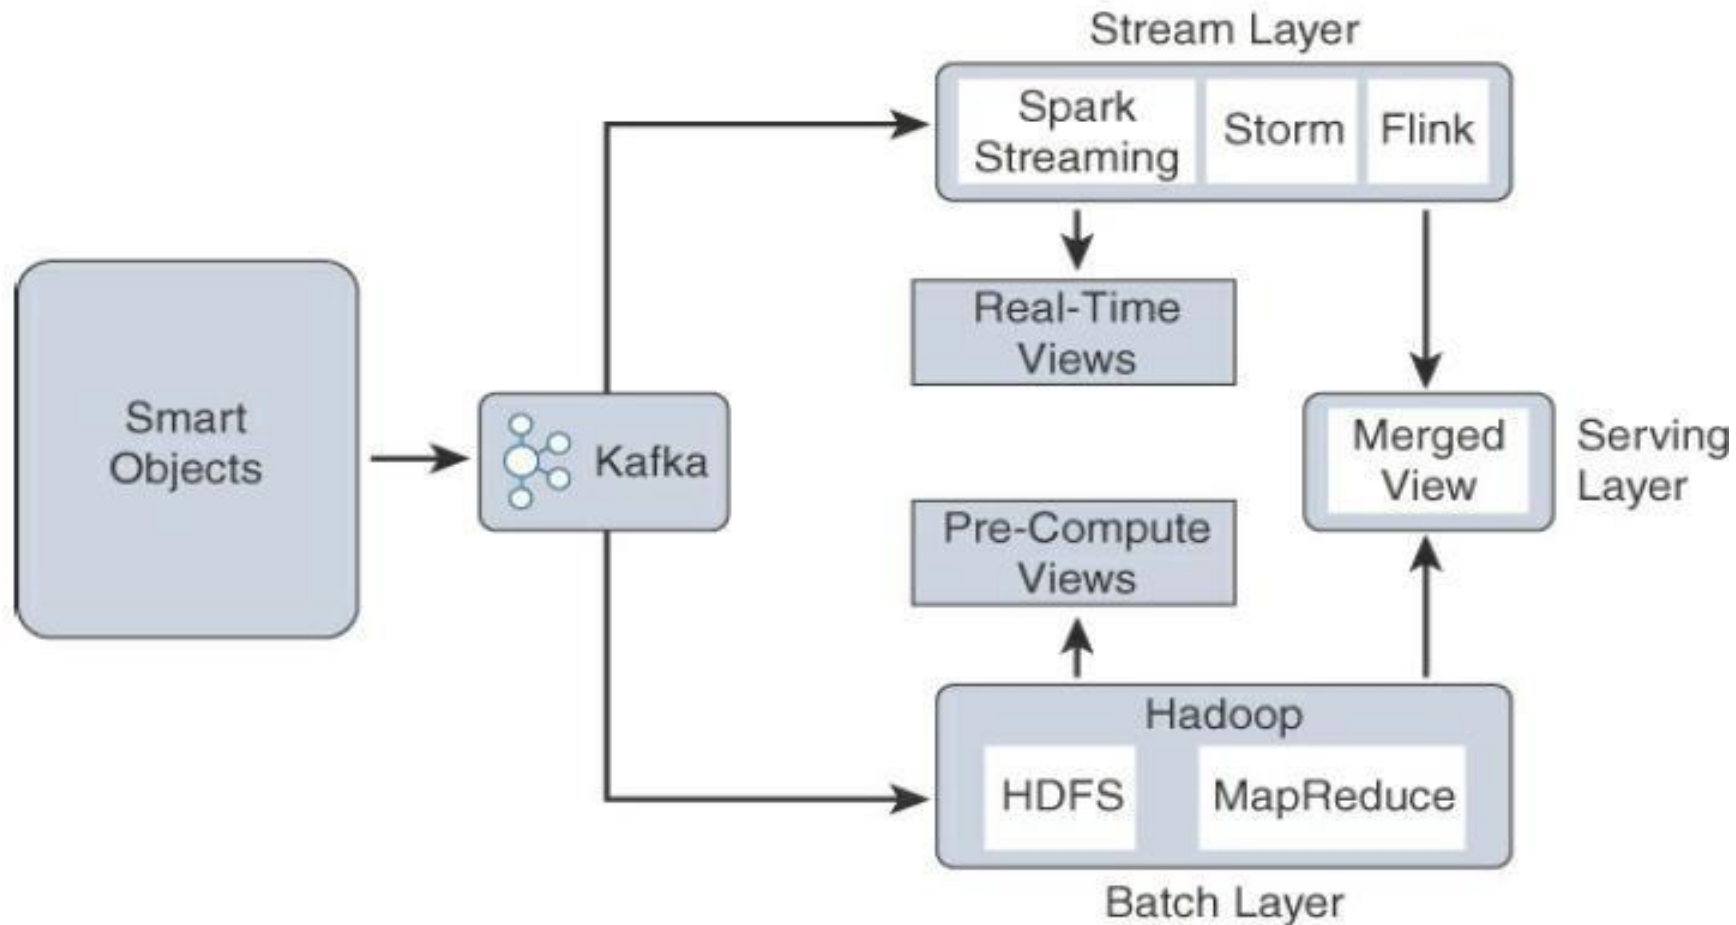 Stream Layer
Spark
Streaming
Storm
Flink
Real-Time
Views
Smart
Objects
Kafka
Merged
View
Serving
Layer
Pre-Compute
Views
Hadoop
HDFS
MapReduce
Batch Layer